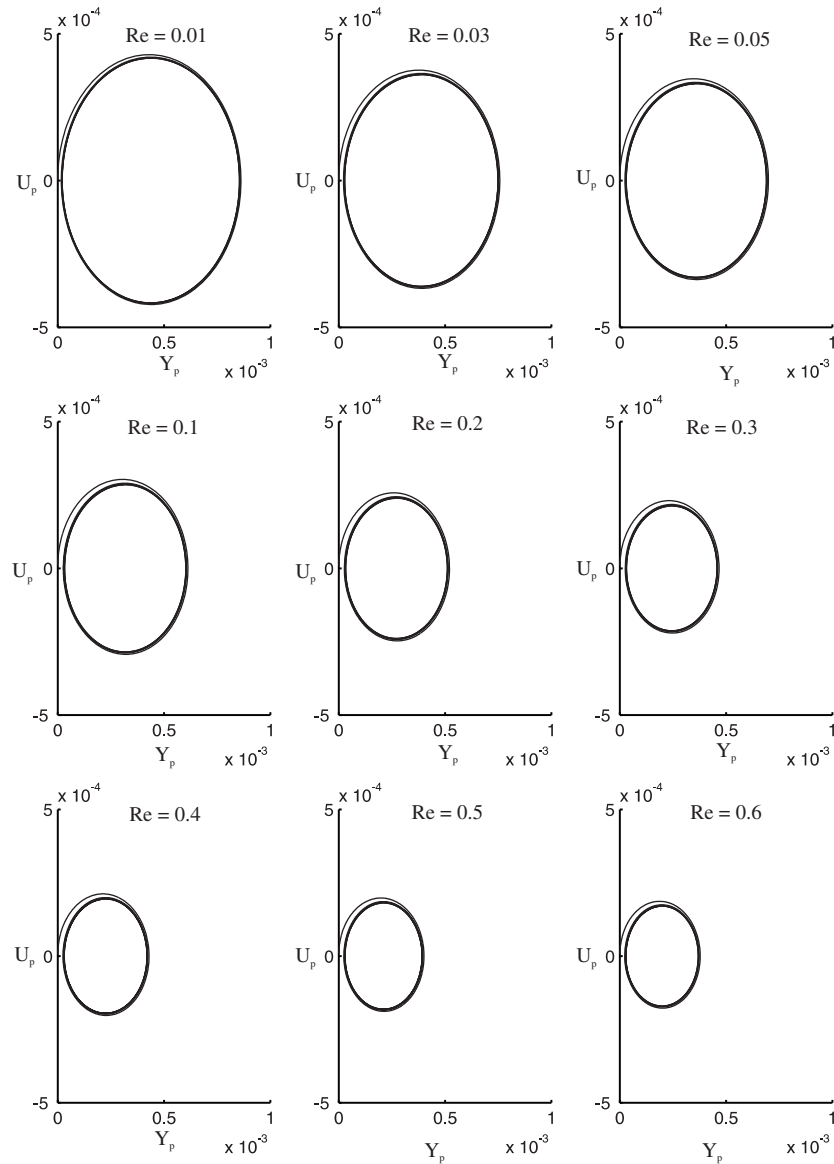 x 10⁻⁴
Re = 0.01
5
U_p
0
-5
0
0.5
1
Y_p
x 10⁻³
x 10⁻⁴
Re = 0.03
5
U_p
0
-5
0
0.5
1
Y_p
x 10⁻³
x 10⁻⁴
Re = 0.05
5
U_p
0
-5
0
0.5
1
Y_p
x 10⁻³
x 10⁻⁴
Re = 0.1
5
U_p
0
-5
0
0.5
1
Y_p
x 10⁻³
x 10⁻⁴
Re = 0.2
5
U_p
0
-5
0
0.5
1
Y_p
x 10⁻³
x 10⁻⁴
Re = 0.3
5
U_p
0
-5
0
0.5
1
Y_p
x 10⁻³
x 10⁻⁴
Re = 0.4
5
U_p
0
-5
0
0.5
1
Y_p
x 10⁻³
x 10⁻⁴
Re = 0.5
5
U_p
0
-5
0
0.5
1
Y_p
x 10⁻³
x 10⁻⁴
Re = 0.6
5
U_p
0
-5
0
0.5
1
Y_p
x 10⁻³